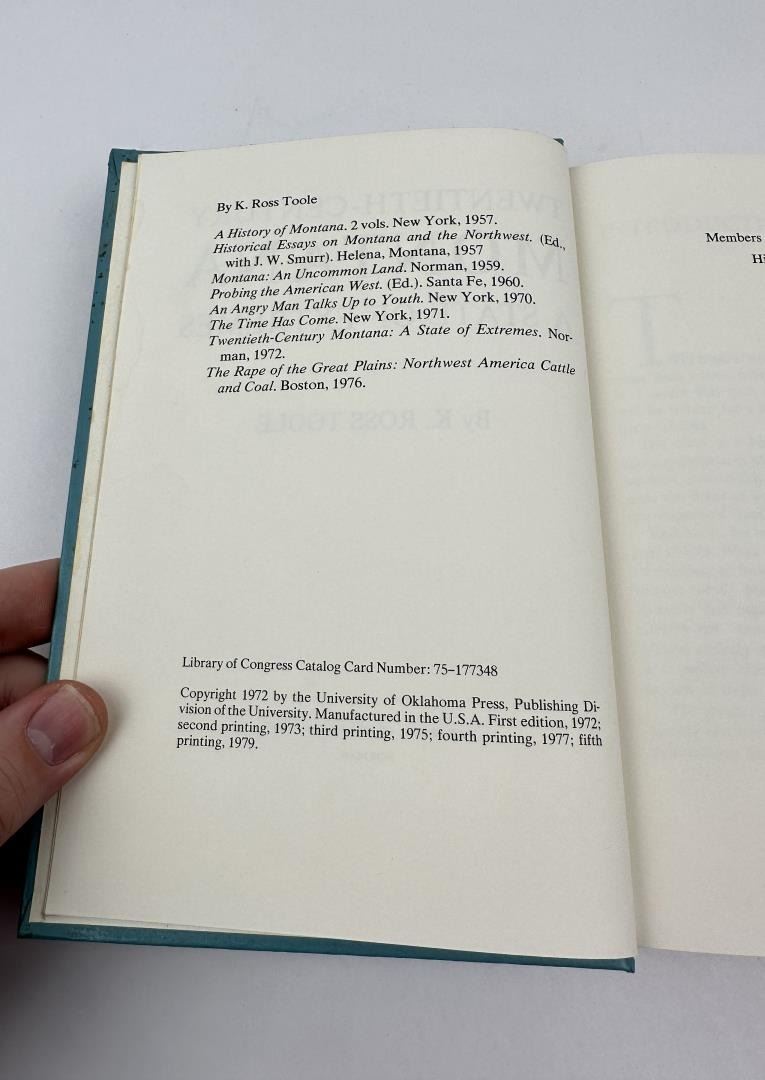 By K. Ross Toole
A History of Montana. 2 vols. New York, 1957.
Historical Essays on Montana and the Northwest. (Ed.,
with J. W. Smurr). Helena, Montana, 1957
Montana: An Uncommon Land. Norman, 1959.
Probing the American West. (Ed.). Santa Fe, 1960.
An Angry Man Talks Up to Youth. New York, 1970.
The Time Has Come. New York, 1971.
Twentieth-Century Montana: A State of Extremes. Nor-
man, 1972.
The Rape of the Great Plains: Northwest America Cattle
and Coal. Boston, 1976.
Library of Congress Catalog Card Number: 75–177348
Copyright 1972 by the University of Oklahoma Press, Publishing Di-
vision of the University. Manufactured in the U.S.A. First edition, 1972;
second printing, 1973; third printing, 1975; fourth printing, 1977; fifth
printing, 1979.
Members